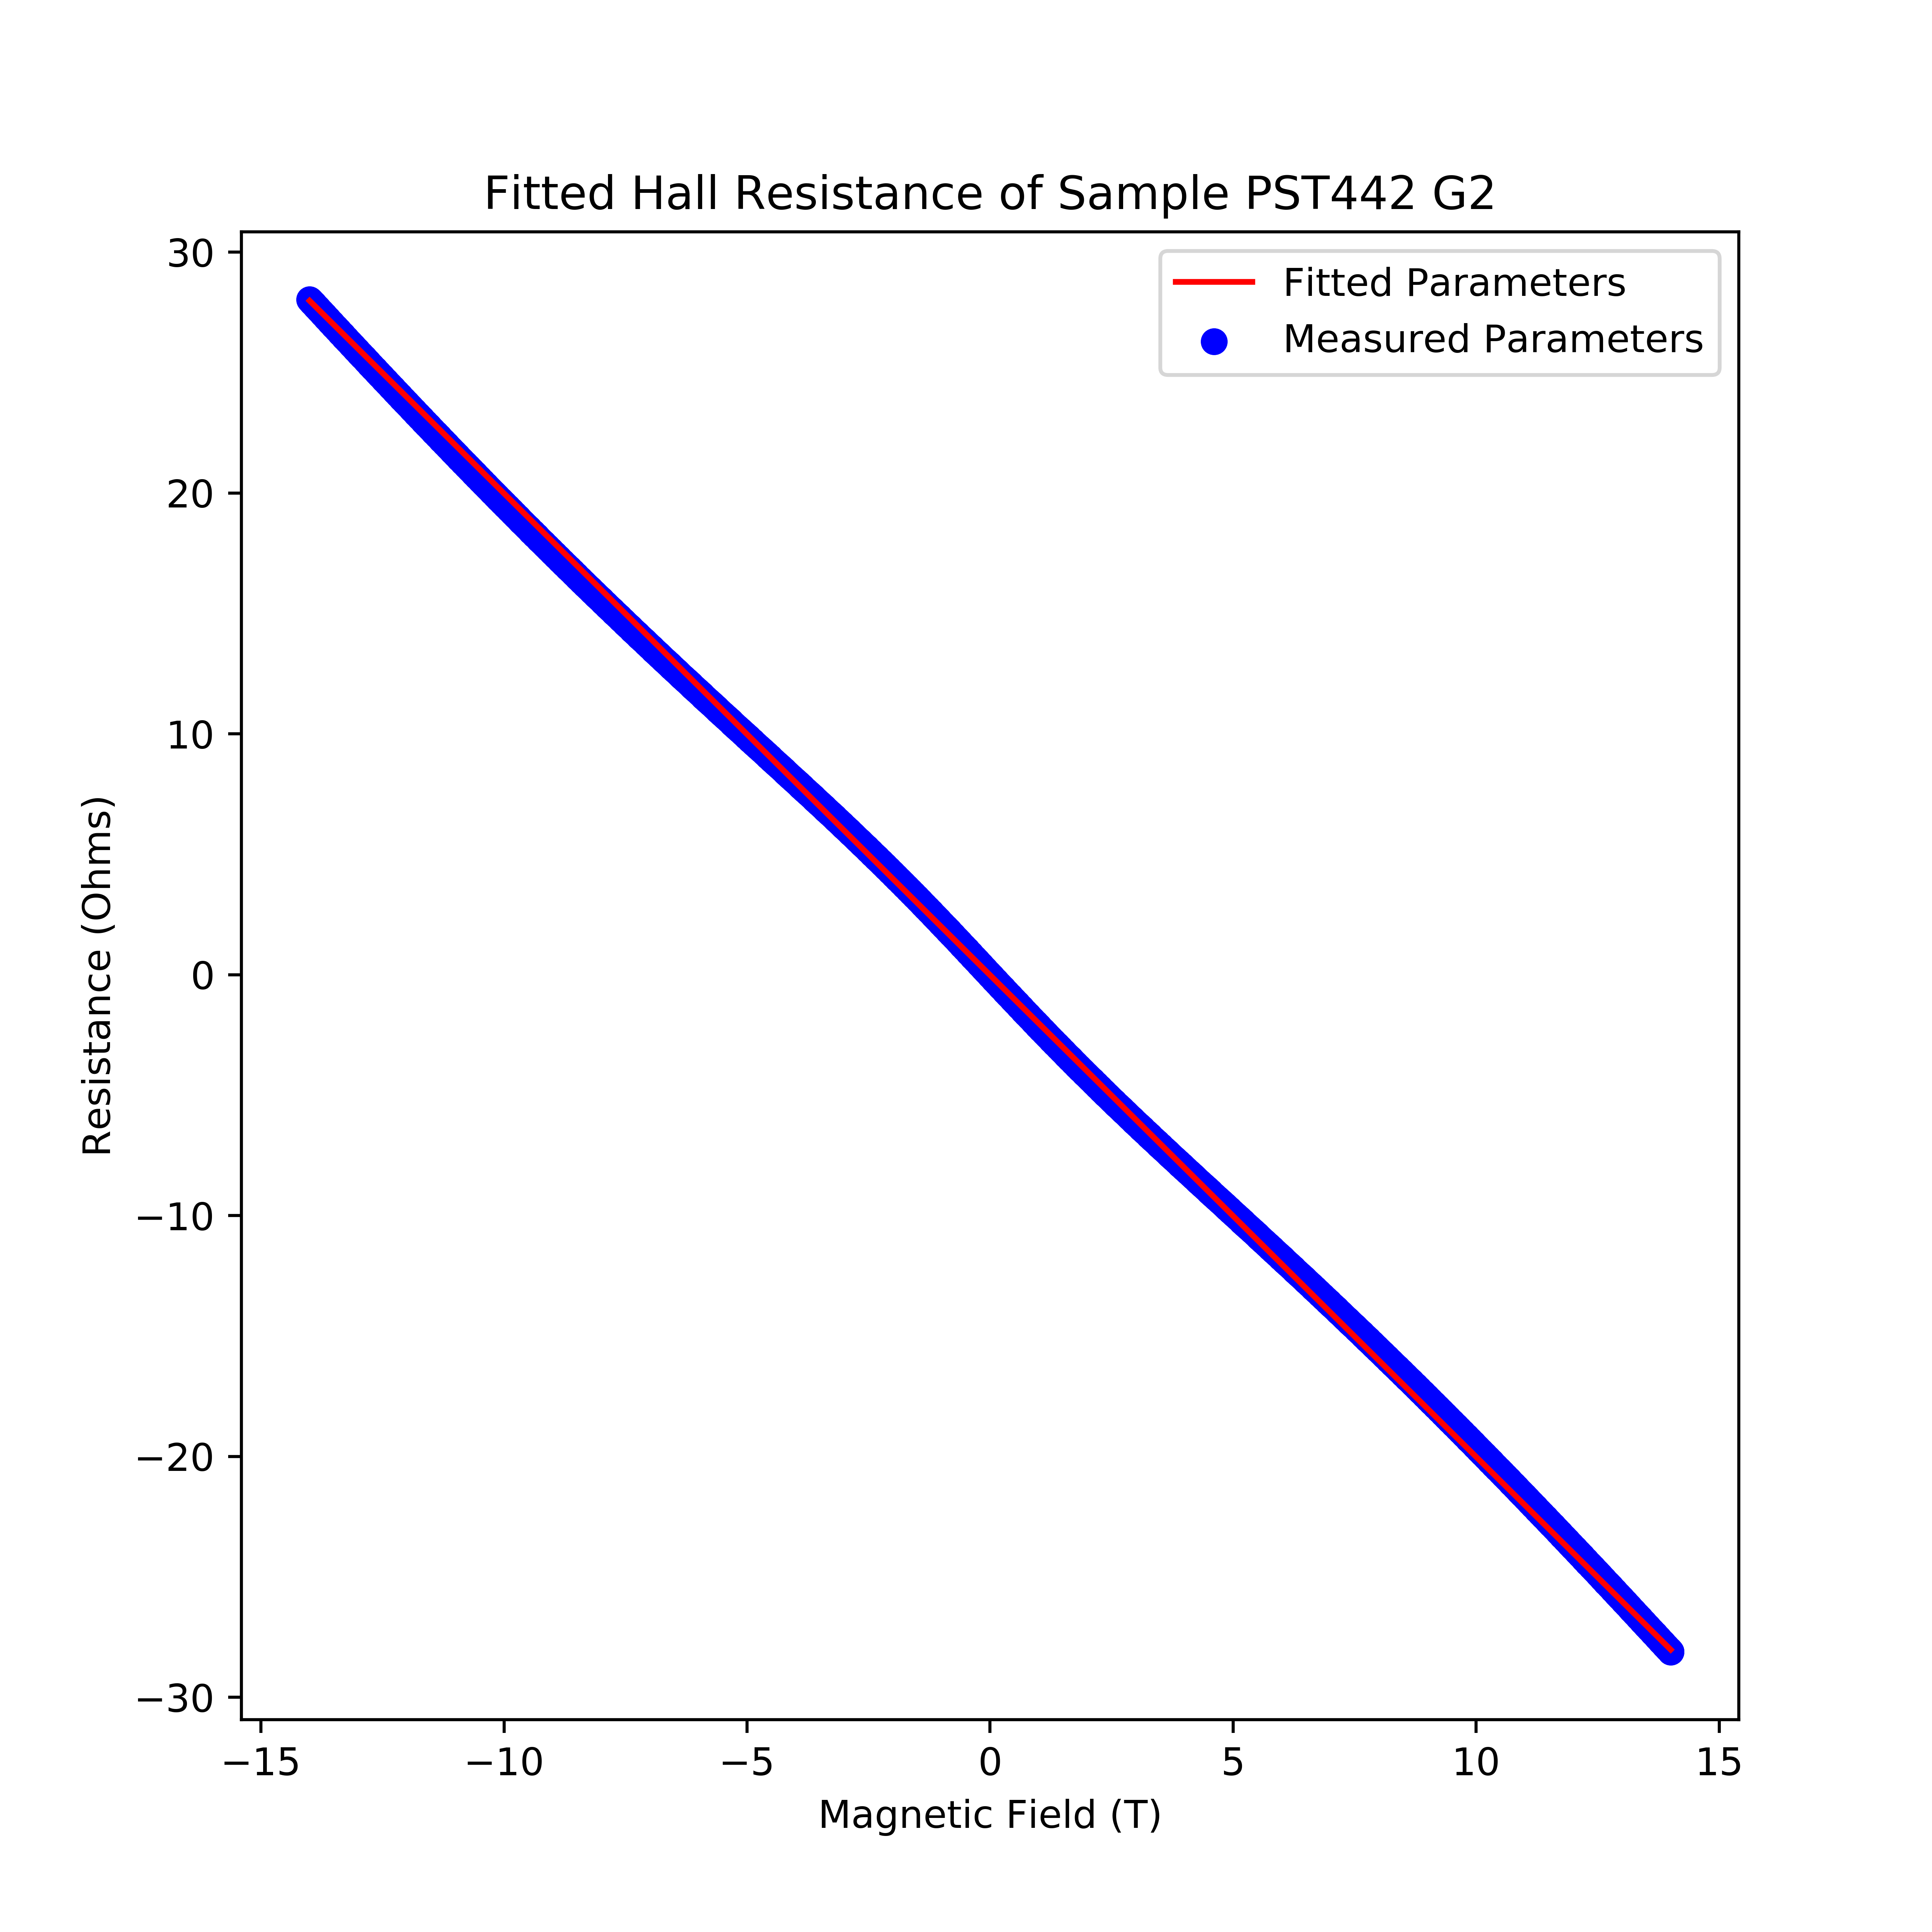 Fitted Hall Resistance of Sample PST442 G2
Fitted Parameters
Measured Parameters
30
20
10
0
−10
−20
−30
Resistance (Ohms)
−15 −10 −5 0 5 10 15
Magnetic Field (T)